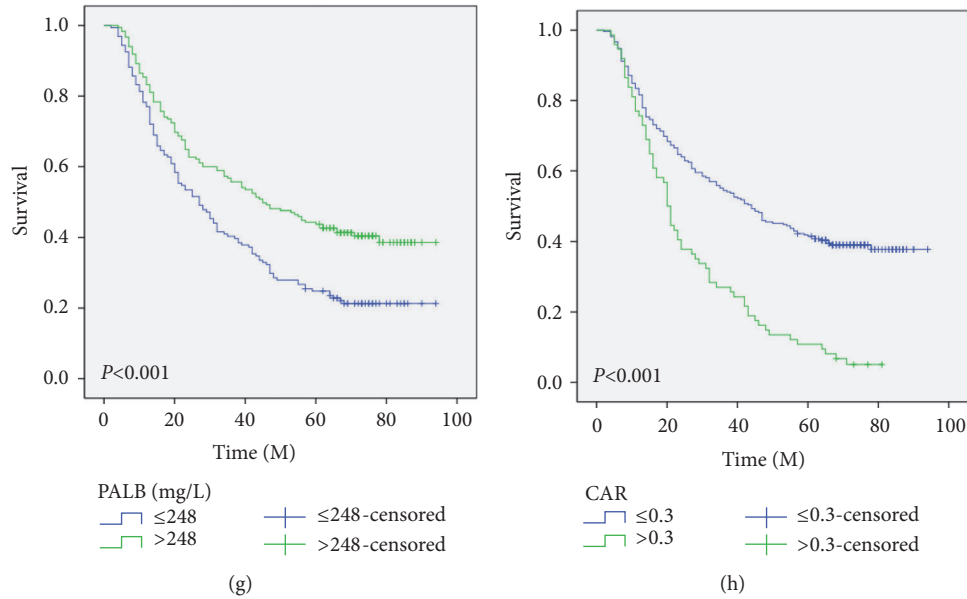 1.0
0.8
0.6
0.4
0.2
0.0
Survival
P<0.001
0 20 40 60 80 100
Time (M)
PALB (mg/L)
≤248 ≤248-censored
>248 >248-censored
(g)
1.0
0.8
0.6
0.4
0.2
0.0
Survival
P<0.001
0 20 40 60 80 100
Time (M)
CAR
≤0.3 ≤0.3-censored
>0.3 >0.3-censored
(h)